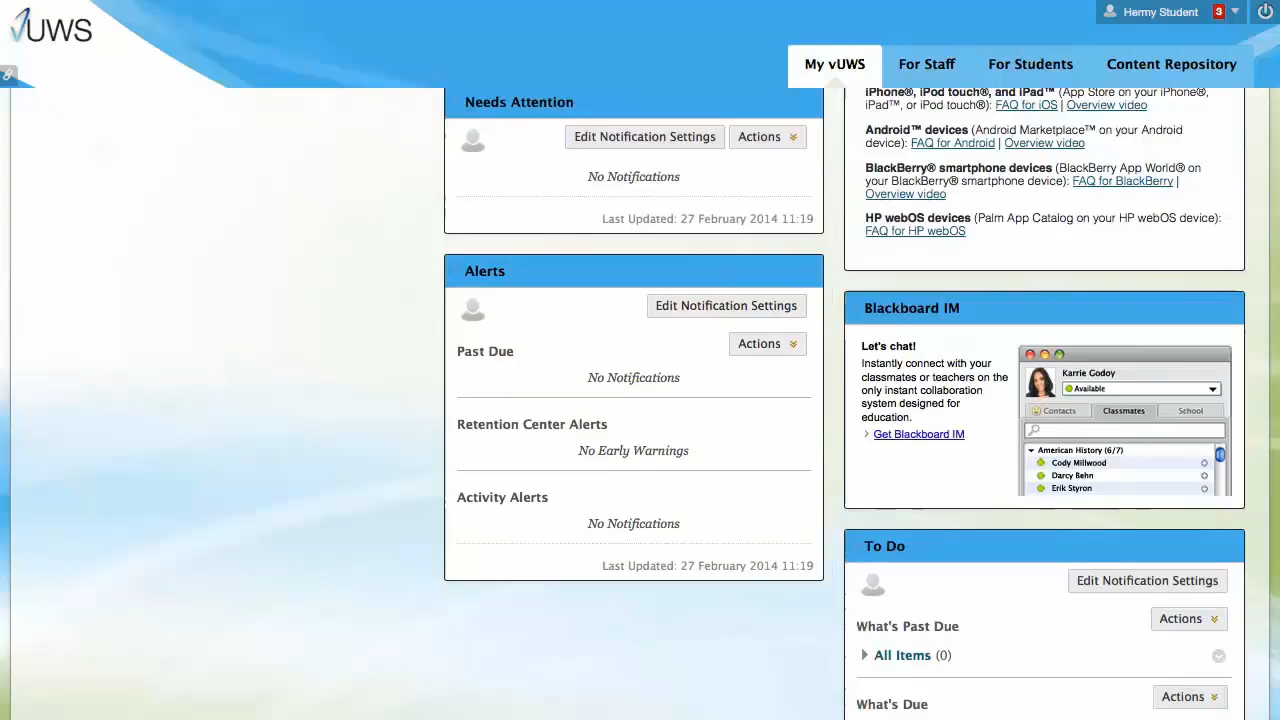 vUWS
Hermy Student 3
My vUWS For Staff For Students Content Repository
Needs Attention
Edit Notification Settings Actions
No Notifications
Last Updated: 27 February 2014 11:19
Alerts
Edit Notification Settings
Actions
Past Due
No Notifications
Retention Center Alerts
No Early Warnings
Activity Alerts
No Notifications
Last Updated: 27 February 2014 11:19
iPhone®, iPod touch®, and iPad™ (App Store on your iPhone®,
iPad™, or iPod touch®): FAQ for iOS | Overview video
Android™ devices (Android Marketplace™ on your Android
device): FAQ for Android | Overview video
BlackBerry® smartphone devices (BlackBerry App World® on
your BlackBerry® smartphone device): FAQ for BlackBerry |
Overview video
HP webOS devices (Palm App Catalog on your HP webOS device):
FAQ for HP webOS
Blackboard IM
Let's chat!
Instantly connect with your
classmates or teachers on the
only instant collaboration
system designed for
education.
Get Blackboard IM
Karrie Godoy
Available
Contacts Classmates School
American History (6/7)
Cody Millwood
Darcy Behn
Erik Styron
To Do
Edit Notification Settings
Actions
What's Past Due
All Items (0)
Actions
What's Due